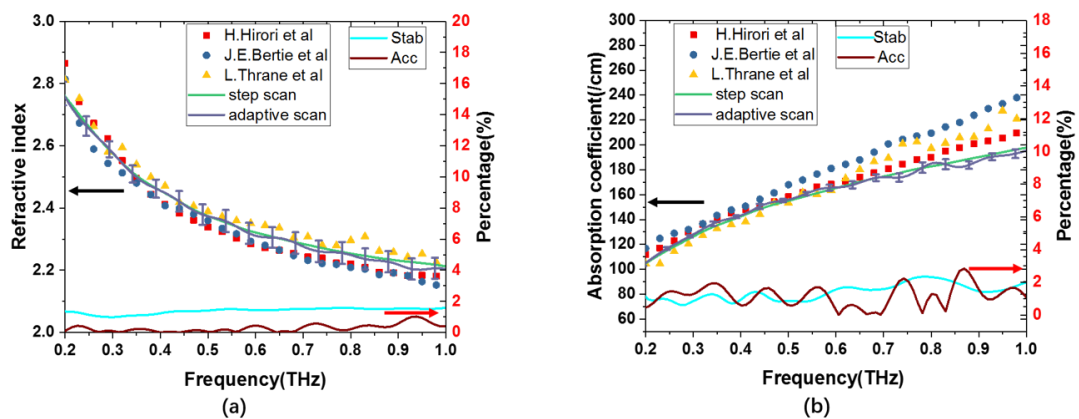 H.Hirori et al
J.E.Bertie et al
L.Thrane et al
step scan
adaptive scan
Stab
Acc
Refractive index
3.0
2.8
2.6
2.4
2.2
2.0
20
18
16
14
12
10
8
6
4
2
0
Percentage(%)
0.2 0.3 0.4 0.5 0.6 0.7 0.8 0.9 1.0
Frequency(THz)
(a)
H.Hirori et al
J.E.Bertie et al
L.Thrane et al
step scan
adaptive scan
Stab
Acc
Absorption coefficient(/cm)
300
280
260
240
220
200
180
160
140
120
100
80
60
18
16
14
12
10
8
6
4
2
0
Percentage(%)
0.2 0.3 0.4 0.5 0.6 0.7 0.8 0.9 1.0
Frequency(THz)
(b)